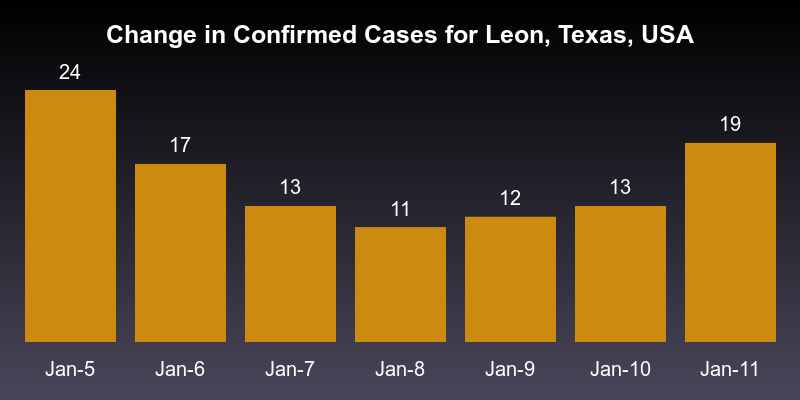 Change in Confirmed Cases for Leon, Texas, USA
24
17
13
11
12
13
19
Jan-5
Jan-6
Jan-7
Jan-8
Jan-9
Jan-10
Jan-11